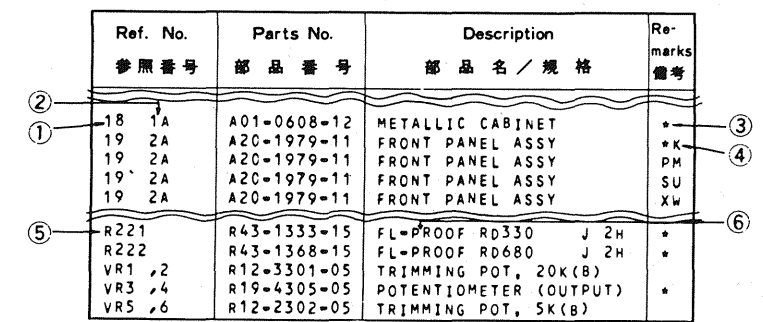 Ref. No. Parts No. Description Re-
marks
参照番号 部品番号 部品名/規格 備考
②
① 18 1A A01-0608-12 METALLIC CABINET * ③
19 2A A20-1979-11 FRONT PANEL ASSY *K ④
19 2A A20-1979-11 FRONT PANEL ASSY PM
19 2A A20-1979-11 FRONT PANEL ASSY SU
19 2A A20-1979-11 FRONT PANEL ASSY XW
⑥
⑤ R221 R43-1333-15 FL-PROOF RD330 J 2H *
R222 R43-1368-15 FL-PROOF RD680 J 2H *
VR1 ,2 R12-3301-05 TRIMMING POT, 20K(B)
VR3 ,4 R19-4305-05 POTENTIOMETER (OUTPUT) *
VR5 ,6 R12-2302-05 TRIMMING POT, 5K(B)